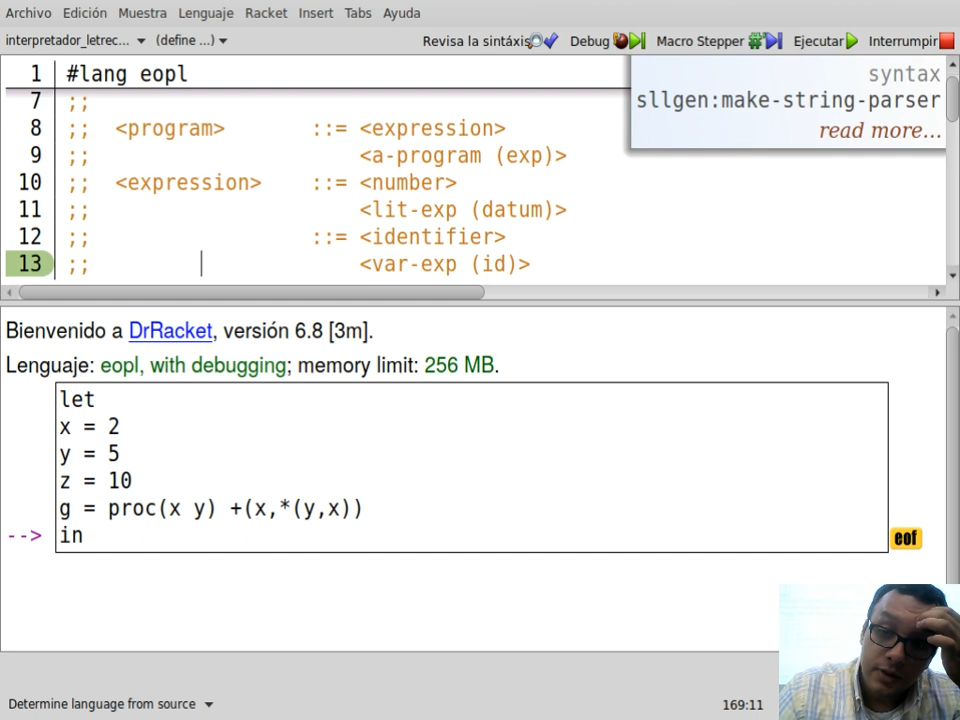 Archivo Edición Muestra Lenguaje Racket Insert Tabs Ayuda
interpretador_letrec... (define ...) Revisa la sintáxis Debug Macro Stepper Ejecutar Interrumpir
1 #lang eopl
syntax
sllgen:make-string-parser
read more...
7 ;;
8 ;; <program> ::= <expression>
9 ;; <a-program (exp)>
10 ;; <expression> ::= <number>
11 ;; <lit-exp (datum)>
12 ;; ::= <identifier>
13 ;; <var-exp (id)>
Bienvenido a DrRacket, versión 6.8 [3m].
Lenguaje: eopl, with debugging; memory limit: 256 MB.
let
x = 2
y = 5
z = 10
g = proc(x y) +(x,*(y,x))
--> in
eof
Determine language from source 169:11